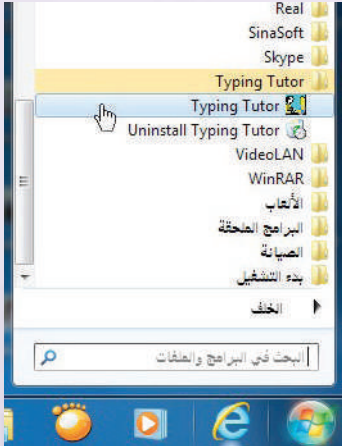 Real
SinaSoft
Skype
Typing Tutor
Typing Tutor
Uninstall Typing Tutor
VideoLAN
WinRAR
الألعاب
البرامج الملحقة
الصيانة
بدء التشغيل
الخلف
البحث في البرامج والملفات